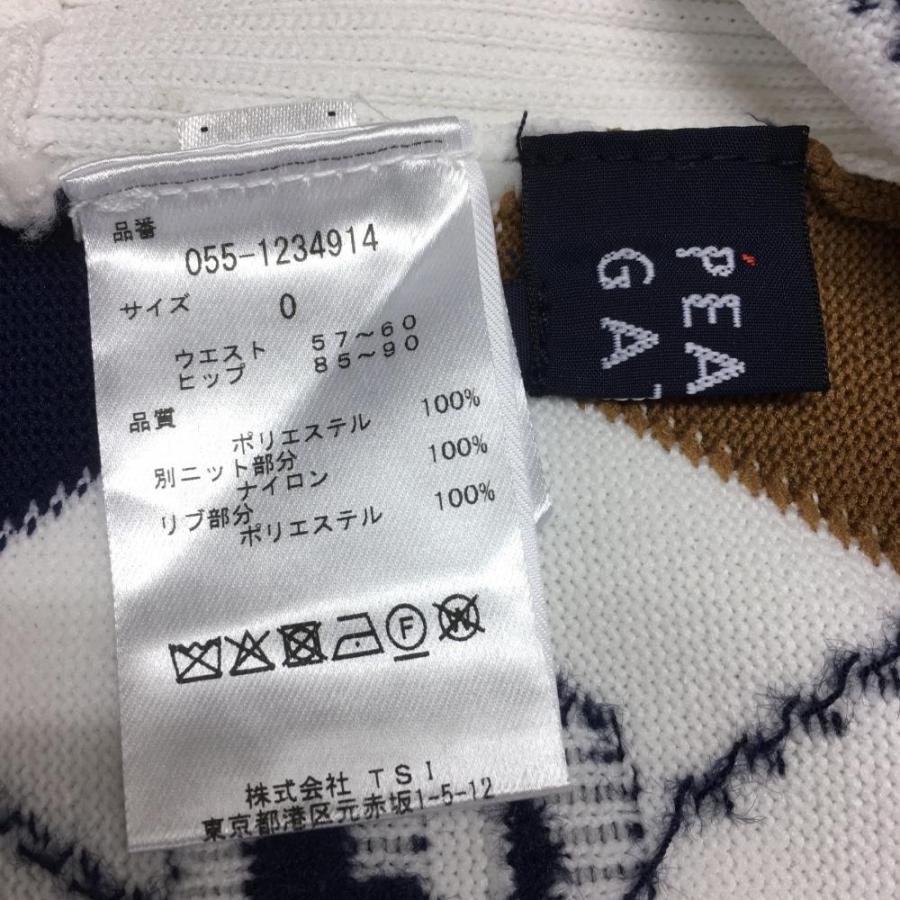 品番
055-1234914
サイズ 0
ウエスト 57～60
ヒップ 85～90
品質
ポリエステル 100%
別ニット部分
ナイロン 100%
リブ部分
ポリエステル 100%
F
W
株式会社 TSI
東京都港区元赤坂1-5-12
PEA
GA